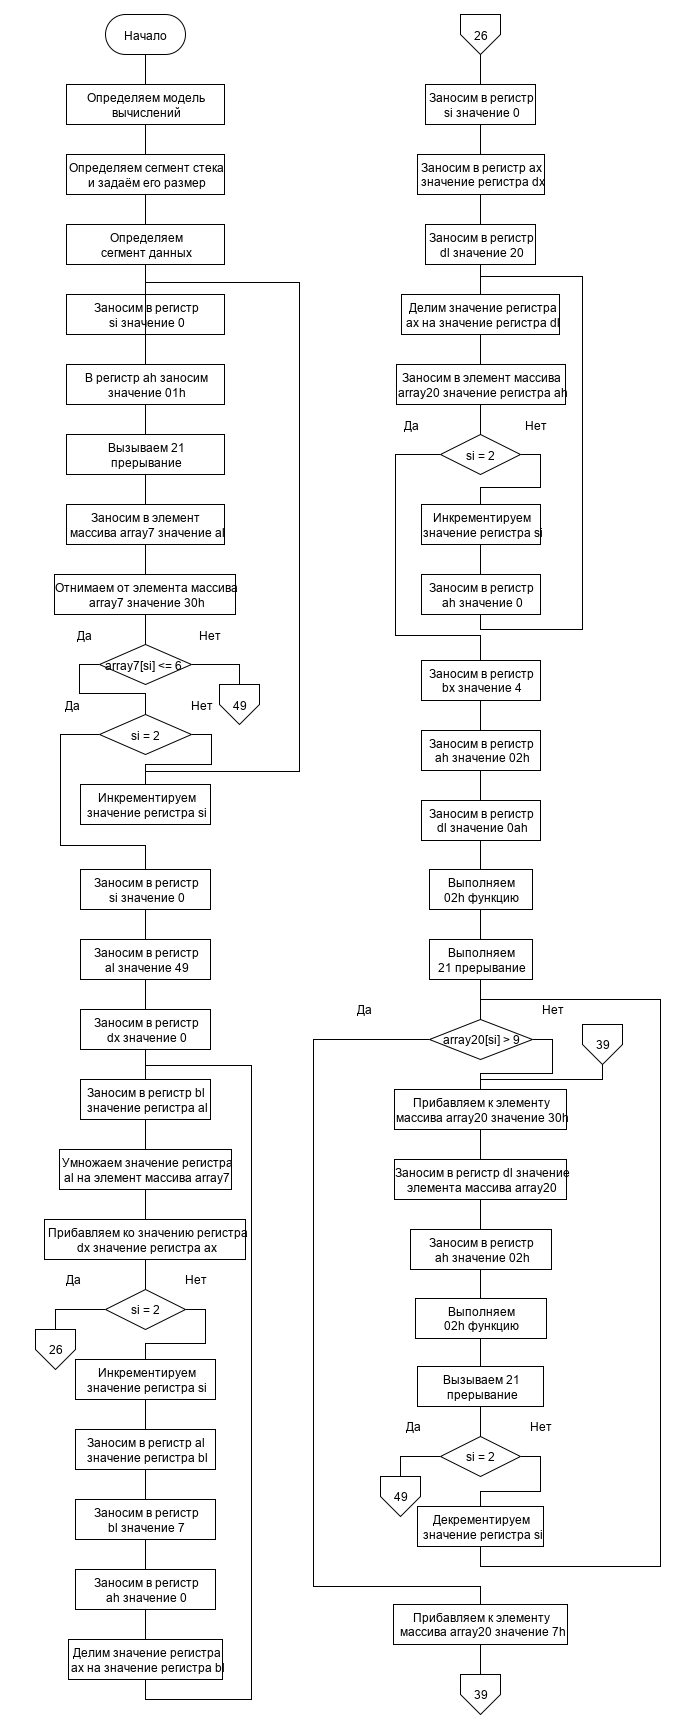 Начало
Определяем модель
вычислений
Определяем сегмент стека
и задаём его размер
Определяем
сегмент данных
Заносим в регистр
si значение 0
В регистр ah заносим
значение 01h
Вызываем 21
прерывание
Заносим в элемент
массива array7 значение al
Отнимаем от элемента массива
array7 значение 30h
Да
Нет
array7[si] <= 6
49
Да
Нет
si = 2
Инкрементируем
значение регистра si
Заносим в регистр
si значение 0
Заносим в регистр
al значение 49
Заносим в регистр
dx значение 0
Заносим в регистр bl
значение регистра al
Умножаем значение регистра
al на элемент массива array7
Прибавляем ко значению регистра
dx значение регистра ax
Да
Нет
si = 2
26
Инкрементируем
значение регистра si
Заносим в регистр al
значение регистра bl
Заносим в регистр
bl значение 7
Заносим в регистр
ah значение 0
Делим значение регистра
ax на значение регистра bl
26
Заносим в регистр
si значение 0
Заносим в регистр ax
значение регистра dx
Заносим в регистр
dl значение 20
Делим значение регистра
ax на значение регистра dl
Заносим в элемент массива
array20 значение регистра ah
Да
Нет
si = 2
Инкрементируем
значение регистра si
Заносим в регистр
ah значение 0
Заносим в регистр
bx значение 4
Заносим в регистр
ah значение 02h
Заносим в регистр
dl значение 0ah
Выполняем
02h функцию
Выполняем
21 прерывание
Да
Нет
array20[si] > 9
39
Прибавляем к элементу
массива array20 значение 30h
Заносим в регистр dl значение
элемента массива array20
Заносим в регистр
ah значение 02h
Выполняем
02h функцию
Вызываем 21
прерывание
Да
Нет
si = 2
49
Декрементируем
значение регистра si
Прибавляем к элементу
массива array20 значение 7h
39